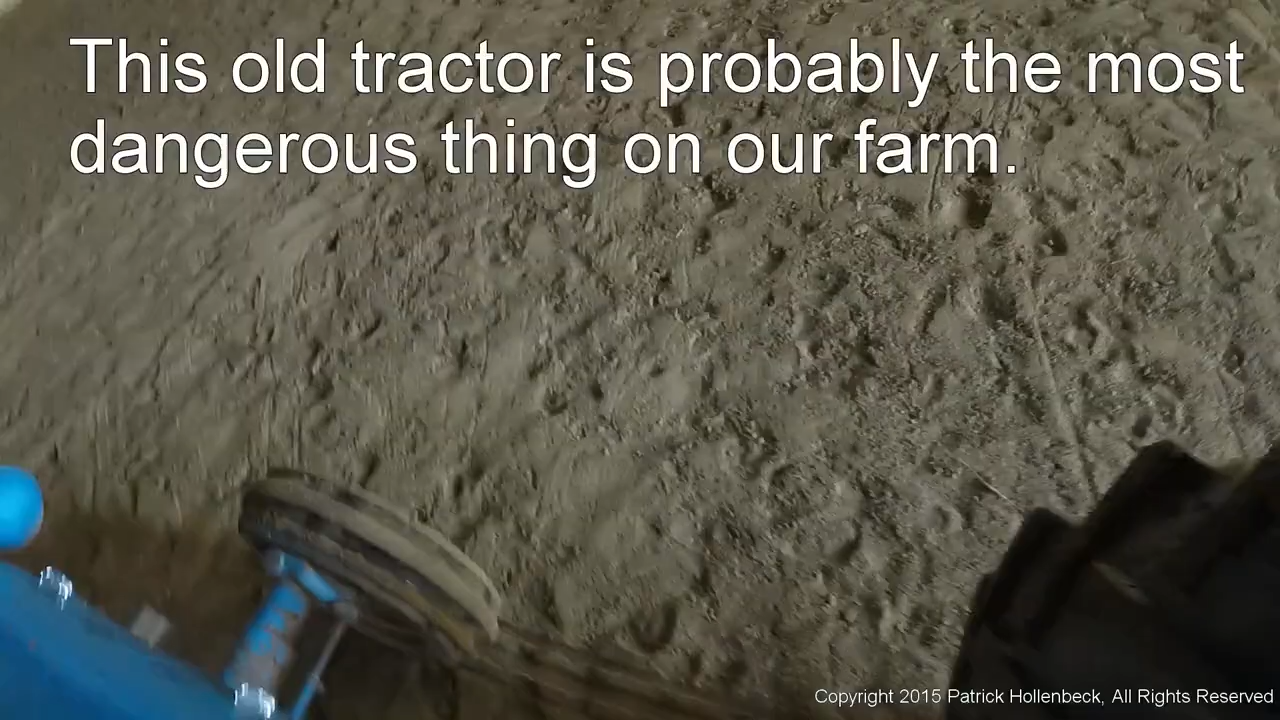 This old tractor is probably the most
dangerous thing on our farm.
Copyright 2015 Patrick Hollenbeck, All Rights Reserved